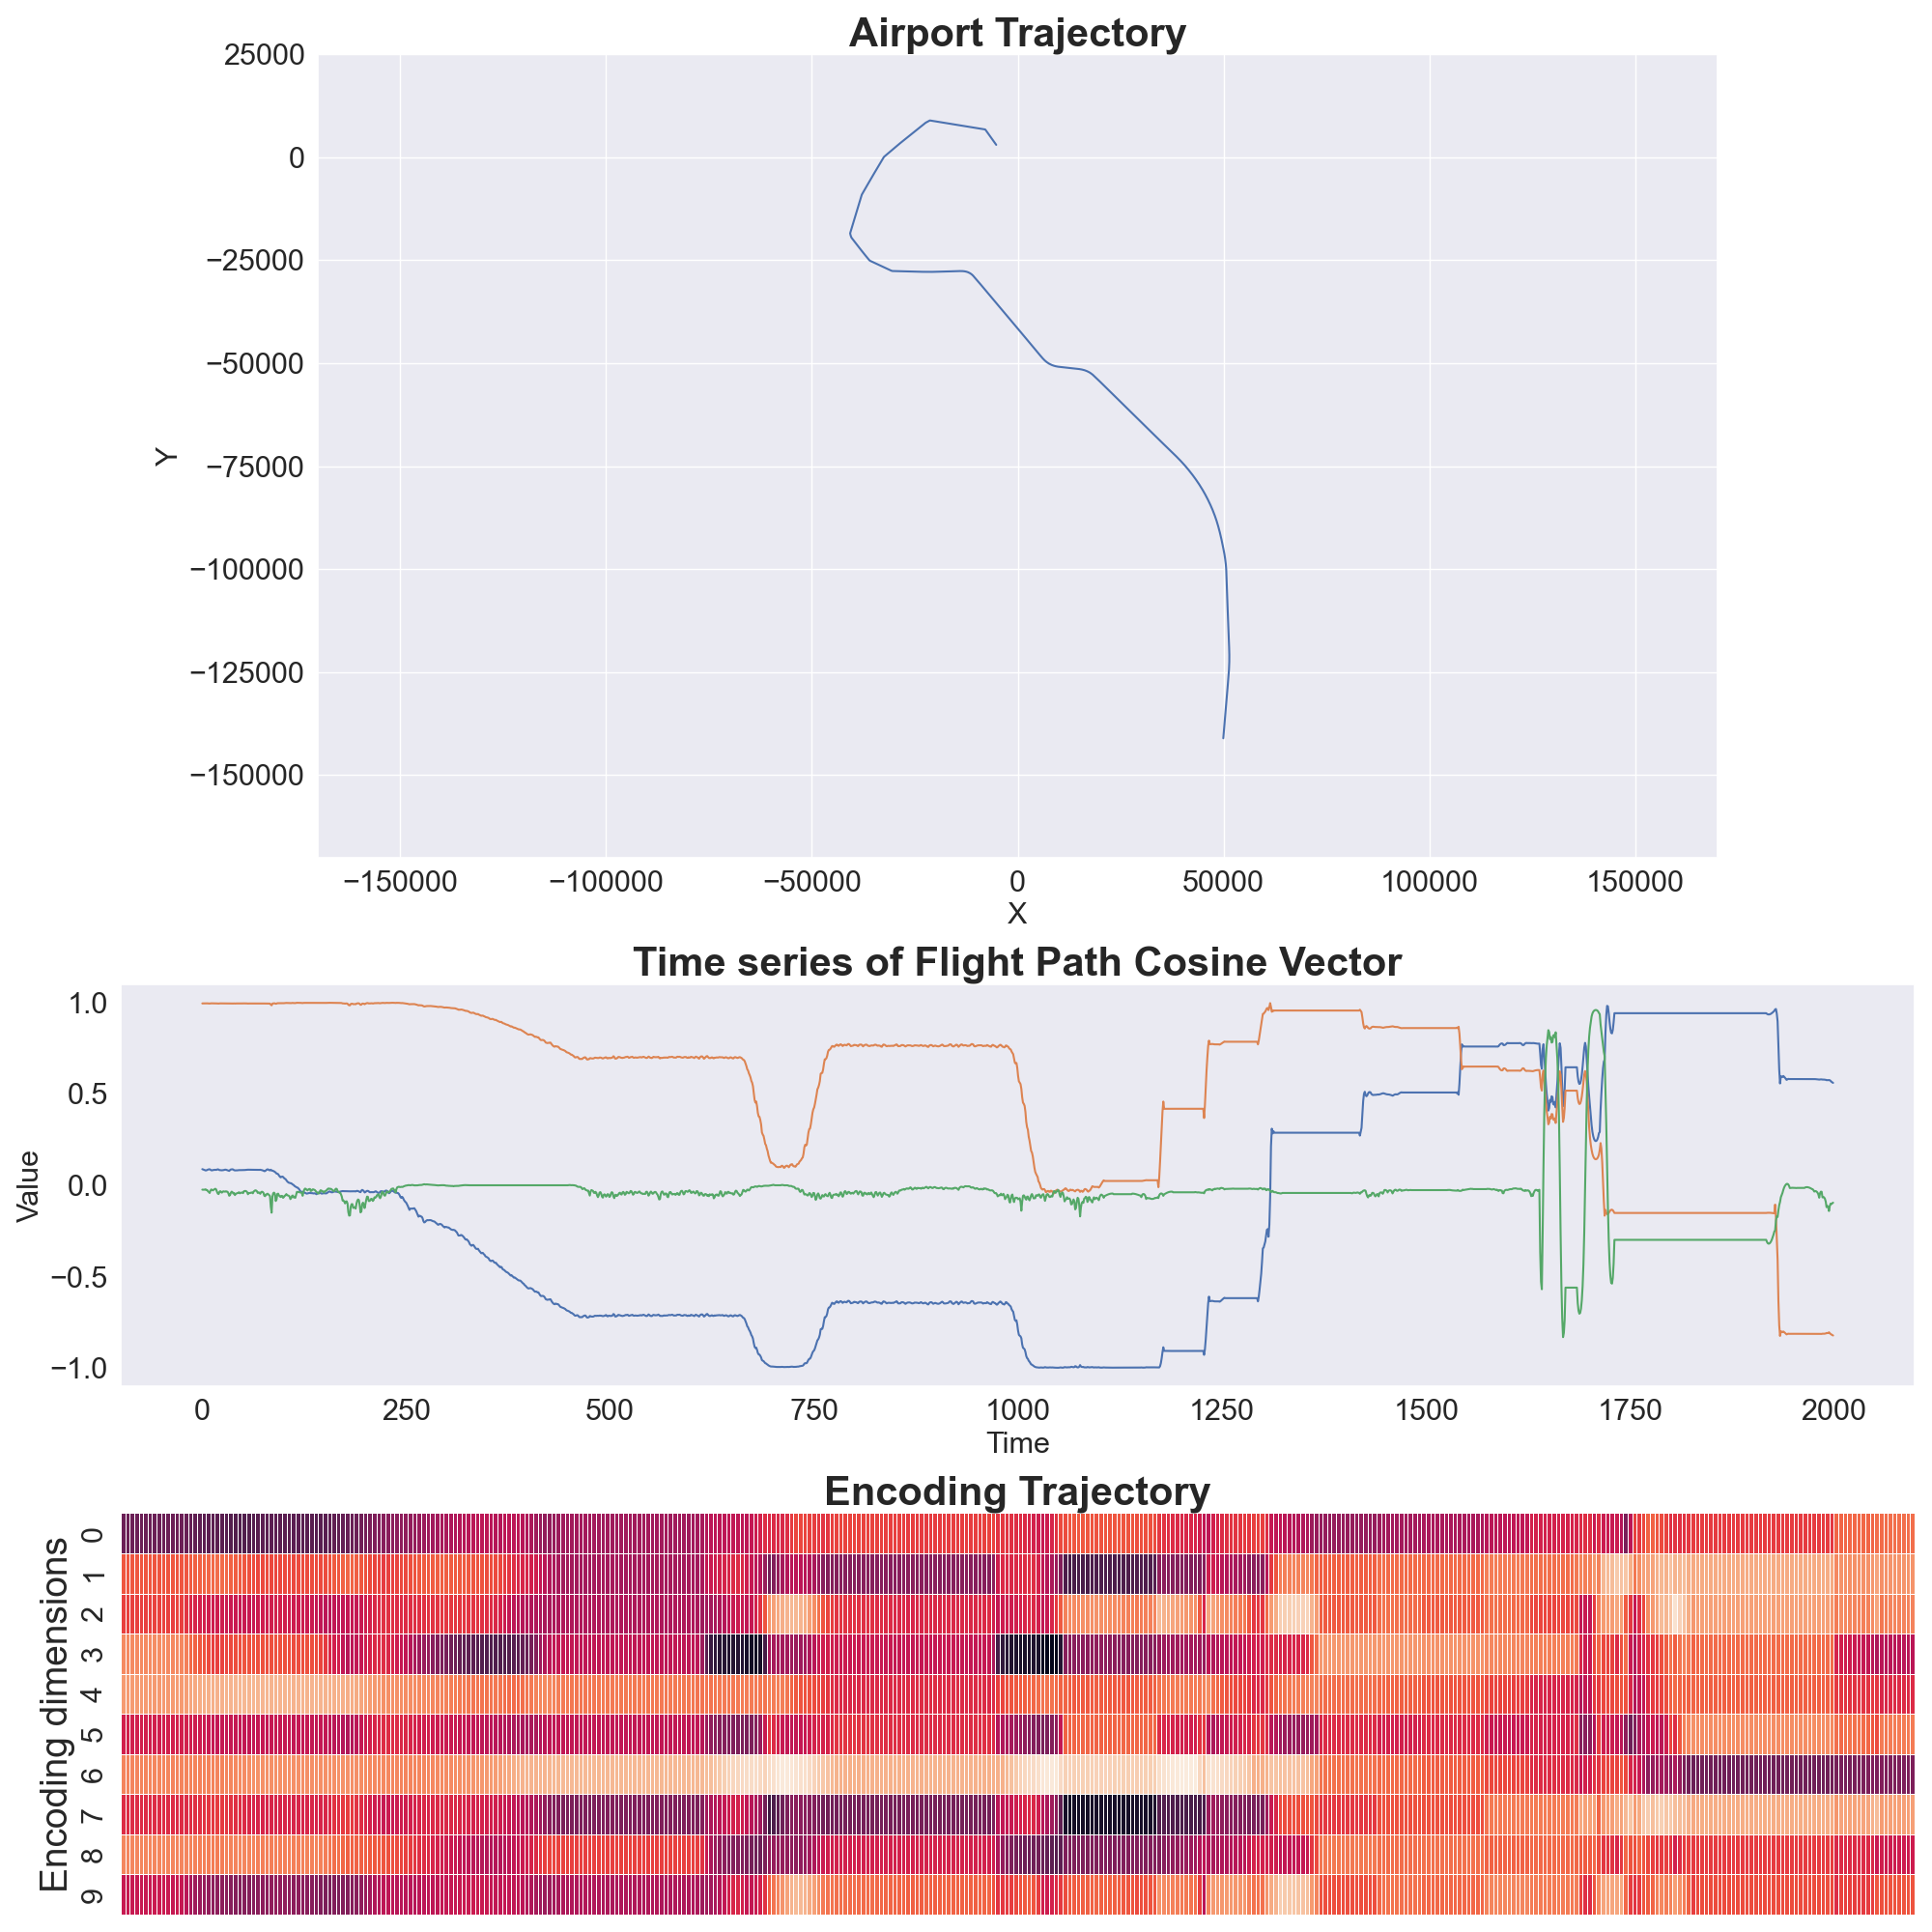 Airport Trajectory
25000
0
−25000
−50000
−75000
−100000
−125000
−150000
Y
−150000 −100000 −50000 0 50000 100000 150000
X
Time series of Flight Path Cosine Vector
1.0
0.5
0.0
−0.5
−1.0
Value
0 250 500 750 1000 1250 1500 1750 2000
Time
Encoding Trajectory
Encoding dimensions
0
1
2
3
4
5
6
7
8
9